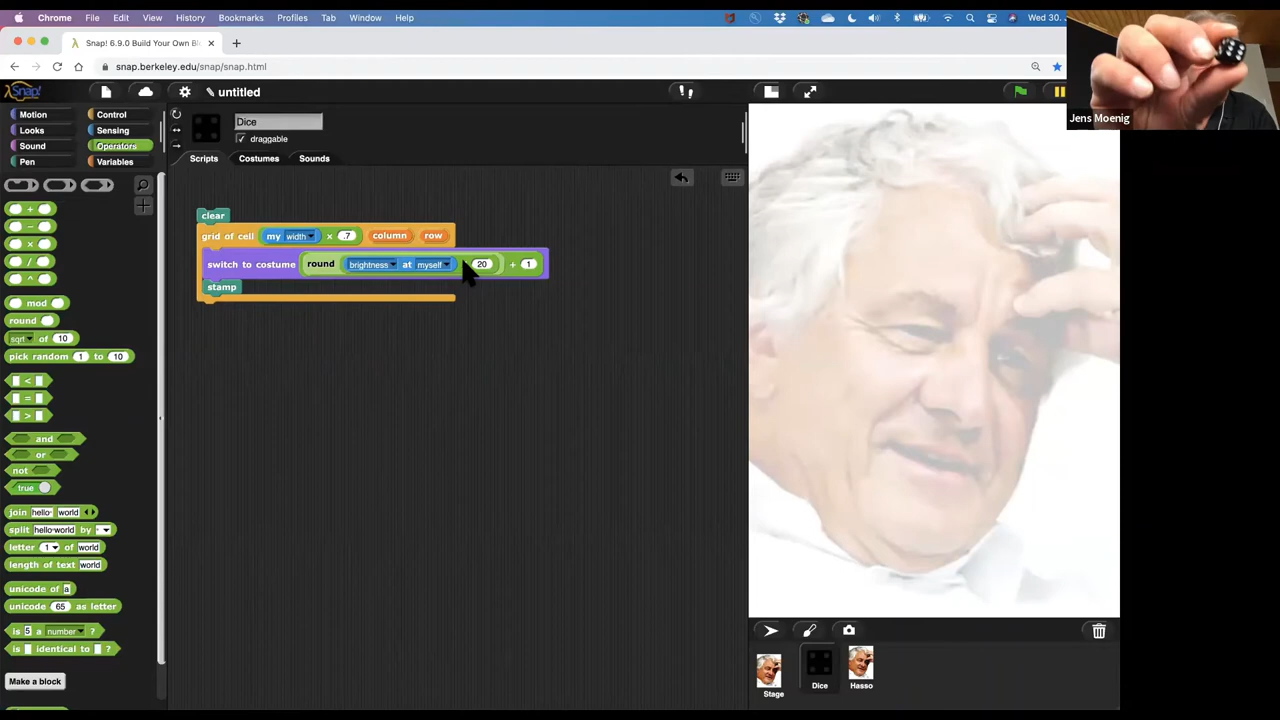 Chrome File Edit View History Bookmarks Profiles Tab Window Help Wed 30.
Snap! 6.9.0 Build Your Own Bl
snap.berkeley.edu/snap/snap.html
Jens Moenig
Snap! untitled
Motion Control
Looks Sensing
Sound Operators
Pen Variables
Dice
draggable
Scripts Costumes Sounds
+
−
×
/
^
mod
round
sqrt of 10
pick random 1 to 10
<
=
>
and
or
not
true
join hello world
split hello world by
letter 1 of world
length of text world
unicode of a
unicode 65 as letter
is 5 a number ?
is identical to ?
Make a block
clear
grid of cell my width × .7 column row
switch to costume round brightness at myself 20 + 1
stamp
Stage Dice Hasso